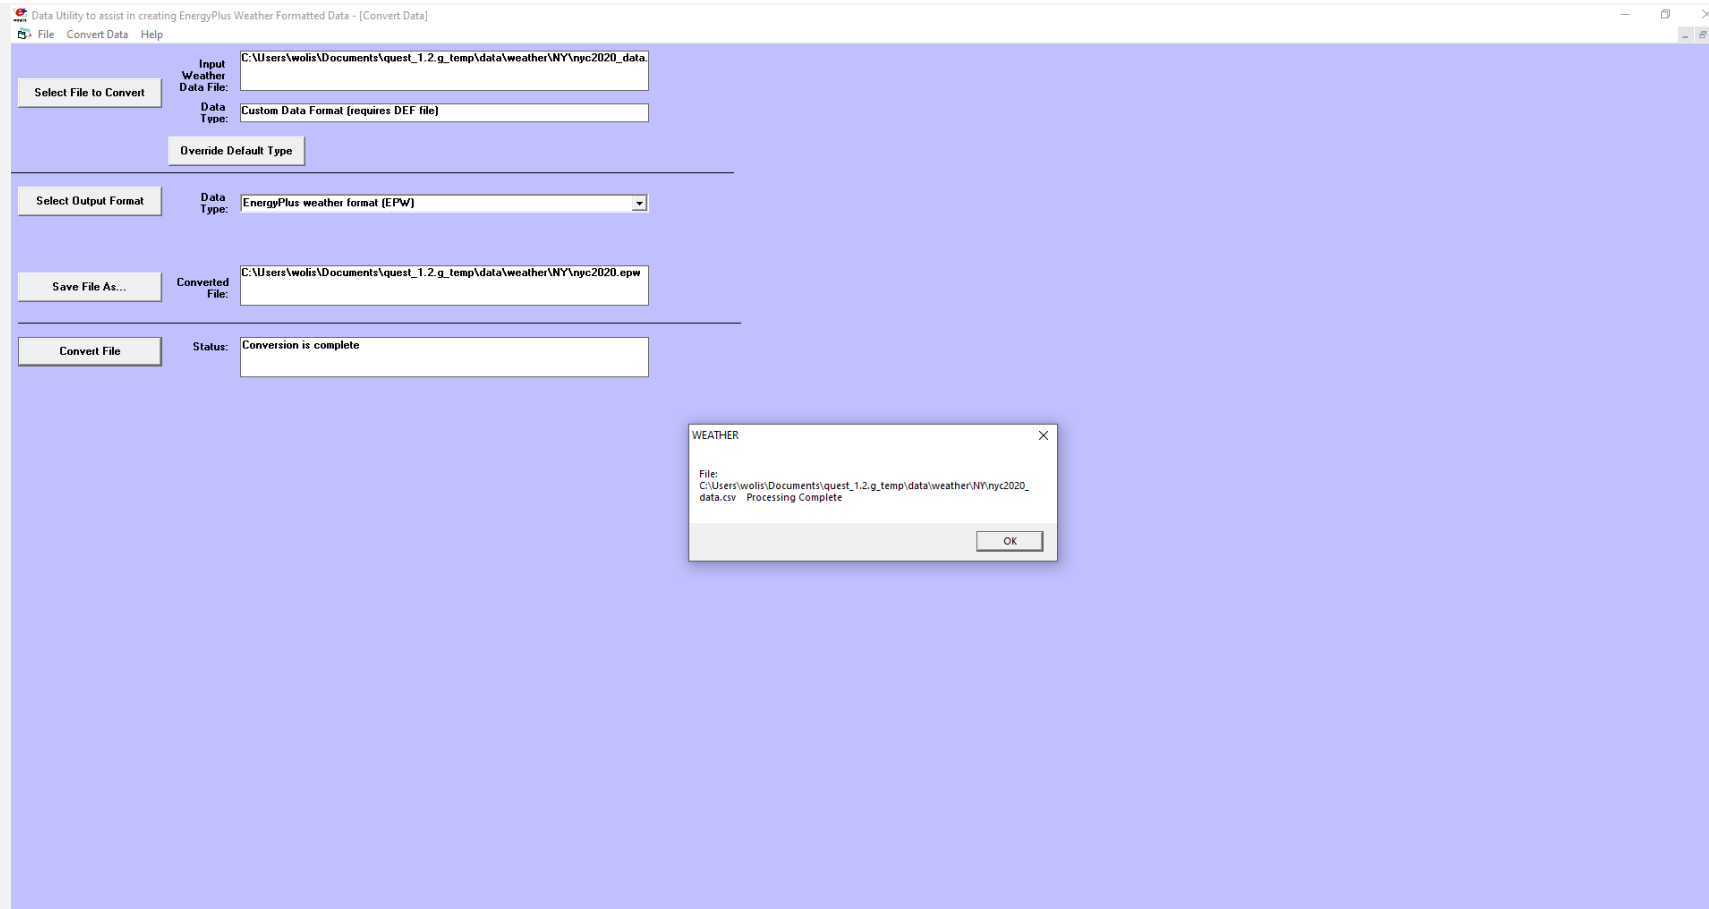 Data Utility to assist in creating EnergyPlus Weather Formatted Data - [Convert Data]
File Convert Data Help
Select File to Convert
Input
Weather
Data File:
C:\Users\wolis\Documents\quest_1.2.g_temp\data\weather\NY\nyc2020_data.
Data
Type:
Custom Data Format (requires DEF file)
Override Default Type
Select Output Format
Data
Type:
EnergyPlus weather format (EPW)
Save File As...
Converted
File:
C:\Users\wolis\Documents\quest_1.2.g_temp\data\weather\NY\nyc2020.epw
Convert File
Status:
Conversion is complete
WEATHER
File:
C:\Users\wolis\Documents\quest_1.2.g_temp\data\weather\NY\nyc2020_
data.csv Processing Complete
OK